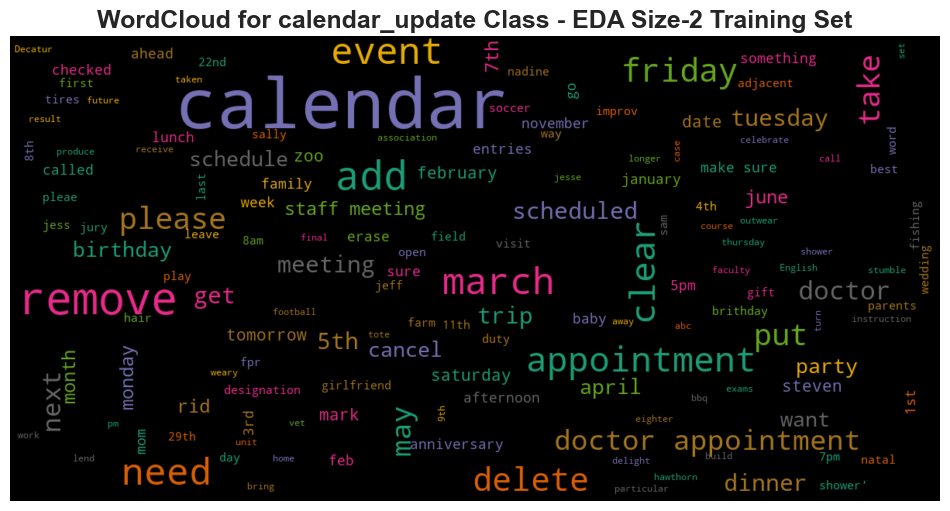 WordCloud for calendar_update Class - EDA Size-2 Training Set
Decatur
ahead
event
7th
something
set
checked
22nd
nadine
friday
take
first
taken
calendar
go
adjacent
tires
future
soccer
improv
result
association
november
date
tuesday
8th
lunch
sally
way
celebrate
word
produce
receive
schedule
zoo
entries
longer
case
call
called
last
add
february
jesse
january
make sure
best
pleae
family
week
staff meeting
scheduled
sam
4th
june
outwear
fishing
jess
jury
please
leave
8am
final
erase
field
clear
course
thursday
birthday
meeting
open
visit
shower
wedding
play
sure
jeff
march
5pm
faculty
English
stumble
remove
get
gift
doctor
parents
hair
football
farm
11th
trip
baby
away
abc
brithday
turn
instruction
tomorrow
5th
tote
duty
put
month
monday
fpr
cancel
appointment
party
next
weary
designation
girlfriend
saturday
april
exams
steven
rid
afternoon
bbq
1st
3rd
mark
may
9th
eighter
want
work
pm
mom
29th
unit
vet
anniversary
doctor appointment
lend
day
home
feb
delight
build
7pm
natal
need
bring
delete
hawthorn
particular
dinner
shower'